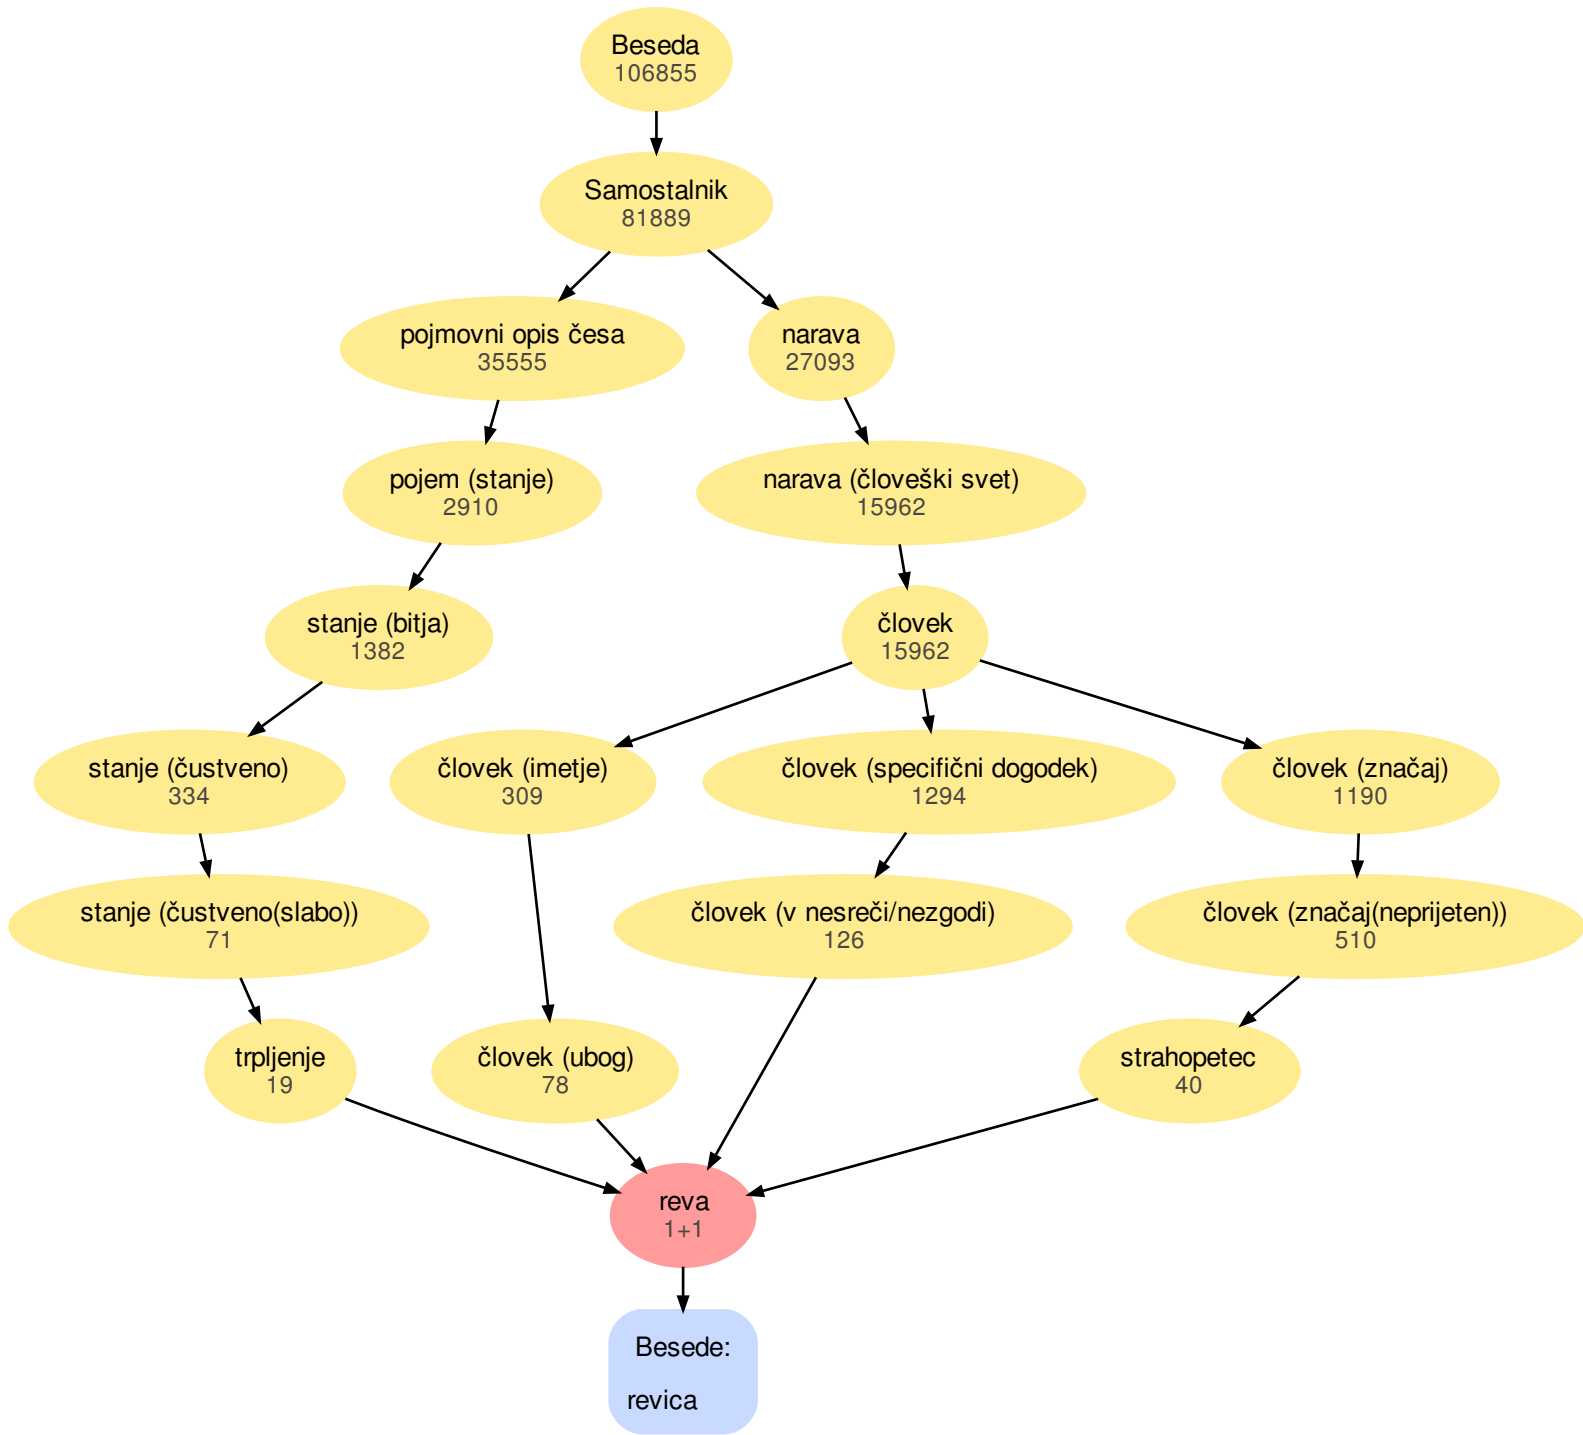 Beseda
106855
Samostalnik
81889
pojmovni opis česa
35555
narava
27093
pojem (stanje)
2910
narava (človeški svet)
15962
stanje (bitja)
1382
človek
15962
stanje (čustveno)
334
človek (imetje)
309
človek (specifični dogodek)
1294
človek (značaj)
1190
stanje (čustveno(slabo))
71
človek (v nesreči/nezgodi)
126
človek (značaj(neprijeten))
510
trpljenje
19
človek (ubog)
78
strahopetec
40
reva
1+1
Besede:
revica